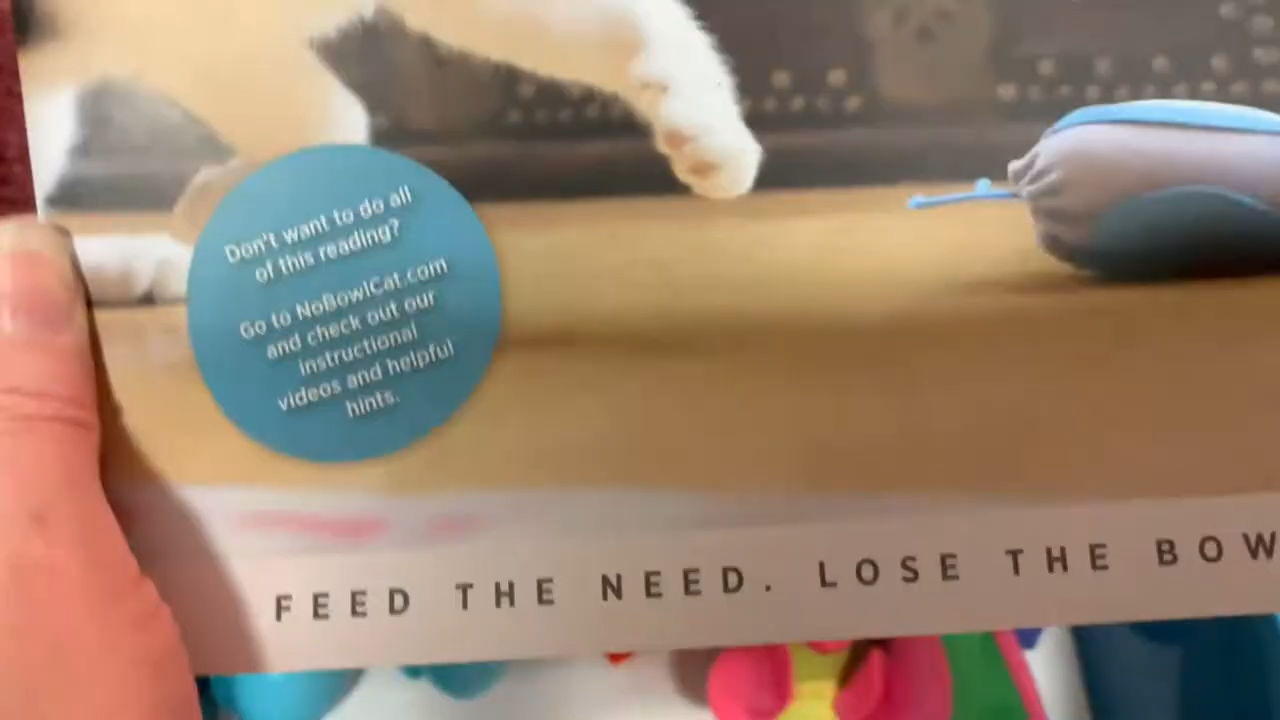 Don't want to do all
of this reading?
Go to NoBowlCat.com
and check out our
instructional
videos and helpful
hints.
FEED THE NEED. LOSE THE BOW